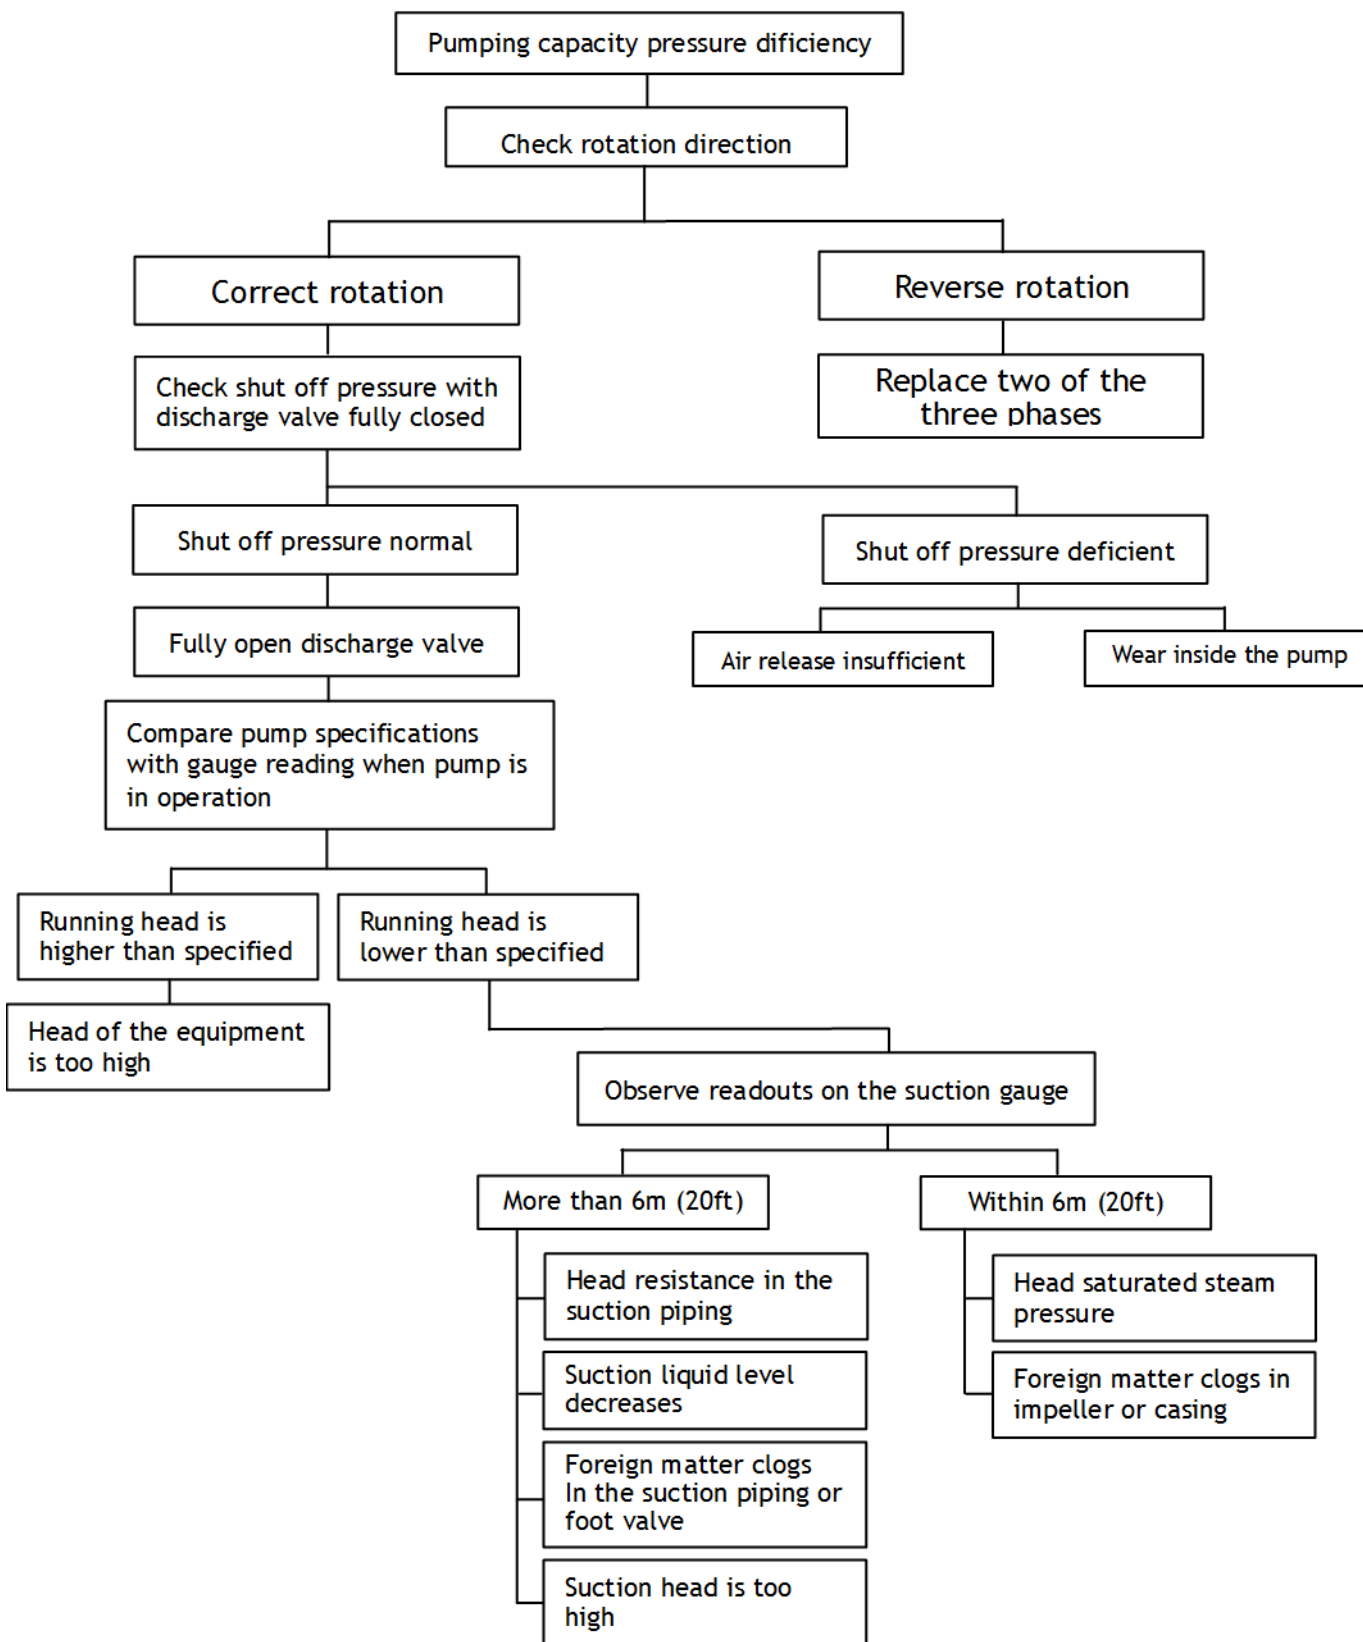 Pumping capacity pressure dificiency
Check rotation direction
Correct rotation
Reverse rotation
Check shut off pressure with
discharge valve fully closed
Replace two of the
three phases
Shut off pressure normal
Shut off pressure deficient
Fully open discharge valve
Air release insufficient
Wear inside the pump
Compare pump specifications
with gauge reading when pump is
in operation
Running head is
higher than specified
Running head is
lower than specified
Head of the equipment
is too high
Observe readouts on the suction gauge
More than 6m (20ft)
Within 6m (20ft)
Head resistance in the
suction piping
Head saturated steam
pressure
Suction liquid level
decreases
Foreign matter clogs in
impeller or casing
Foreign matter clogs
In the suction piping or
foot valve
Suction head is too
high